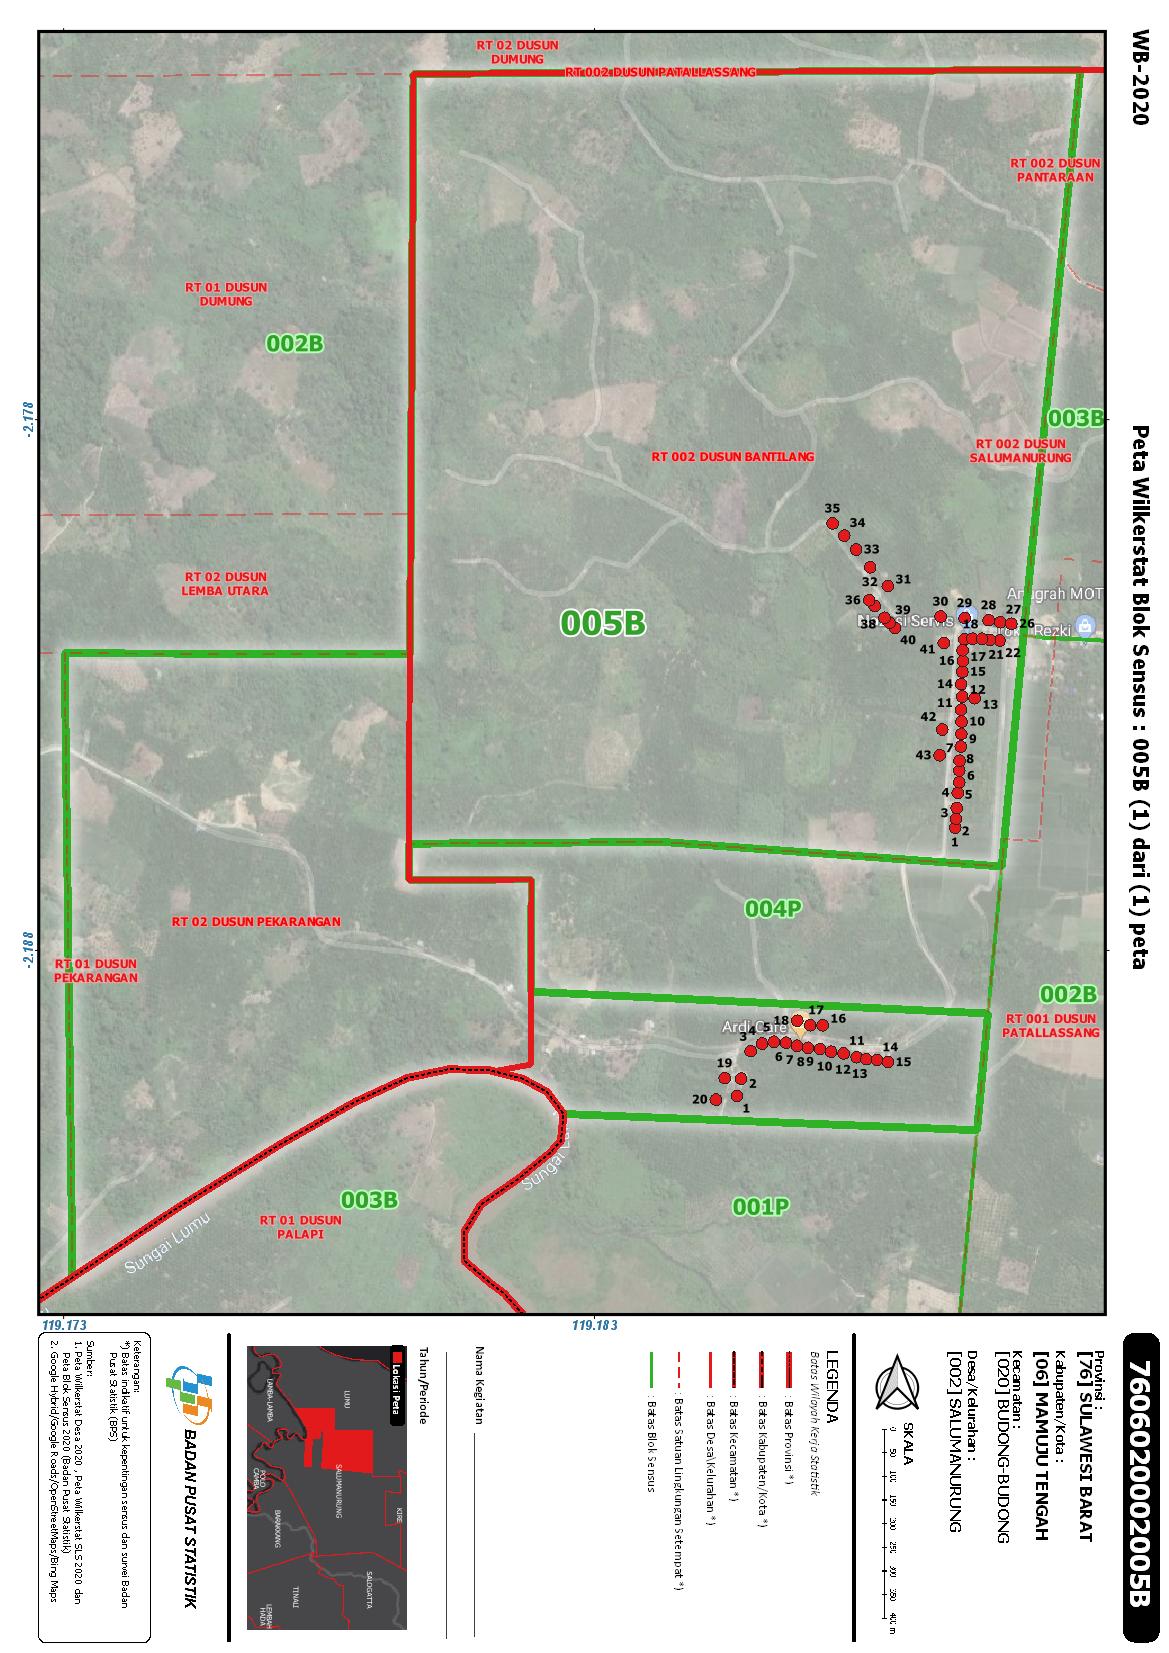 WB-2020
Peta Wilkerstat Blok Sensus : 005B (1) dari (1) peta
RT 02 DUSUN
DUMUNG
RT 002 DUSUN PATALLASSANG
RT 002 DUSUN
PANTARAAN
RT 01 DUSUN
DUMUNG
002B
003B
RT 002 DUSUN
SALUMANURUNG
RT 002 DUSUN BANTILANG
RT 02 DUSUN
LEMBA UTARA
005B
35
34
33
32
31
36
39
38
40
30
29
28
27
26
18
41
17
21
22
16
15
14
12
13
11
10
42
9
7
43
8
6
4
5
3
2
1
Anugrah MOT
Servis
Rezki
-2.178
-2.188
004P
RT 02 DUSUN PEKARANGAN
RT 01 DUSUN
PEKARANGAN
002B
RT 001 DUSUN
PATALLASSANG
Ardi Care
18
17
16
3
4
5
6
7
8
9
10
11
12
13
14
15
19
2
20
1
Sungai Lumu
003B
RT 01 DUSUN
PALAPI
001P
Sungai
119.173
119.183
7606020002005B
Provinsi :
[76] SULAWESI BARAT
Kabupaten/Kota :
[06] MAMUJU TENGAH
Kecamatan :
[020] BUDONG-BUDONG
Desa/Kelurahan :
[002] SALUMANURUNG
SKALA
0 50 100 150 200 250 300 350 400 m
LEGENDA
Batas Wilayah Kerja Statistik
: Batas Provinsi *)
: Batas Kabupaten/Kota *)
: Batas Kecamatan *)
: Batas Desa\Kelurahan *)
: Batas Satuan Lingkungan Setempat *)
: Batas Blok Sensus
Nama Kegiatan
Tahun/Periode
Lokasi Peta
LUMU
LAMBA-LAMBA
SALUMANURUNG
KIRE
POLO
CAMBA
BARAKKANG
SALOGATTA
TINALI
LEMBAH
HADA
BADAN PUSAT STATISTIK
Keterangan:
*) Batas indikatif untuk kepentingan sensus dan survei Badan
Pusat Statistik (BPS)
Sumber:
1. Peta Wilkerstat Desa 2020 , Peta Wilkerstat SLS 2020 dan
Peta Blok Sensus 2020 (Badan Pusat Statistik)
2. Google Hybrid/Google Roads/OpenStreetMaps/Bing Maps